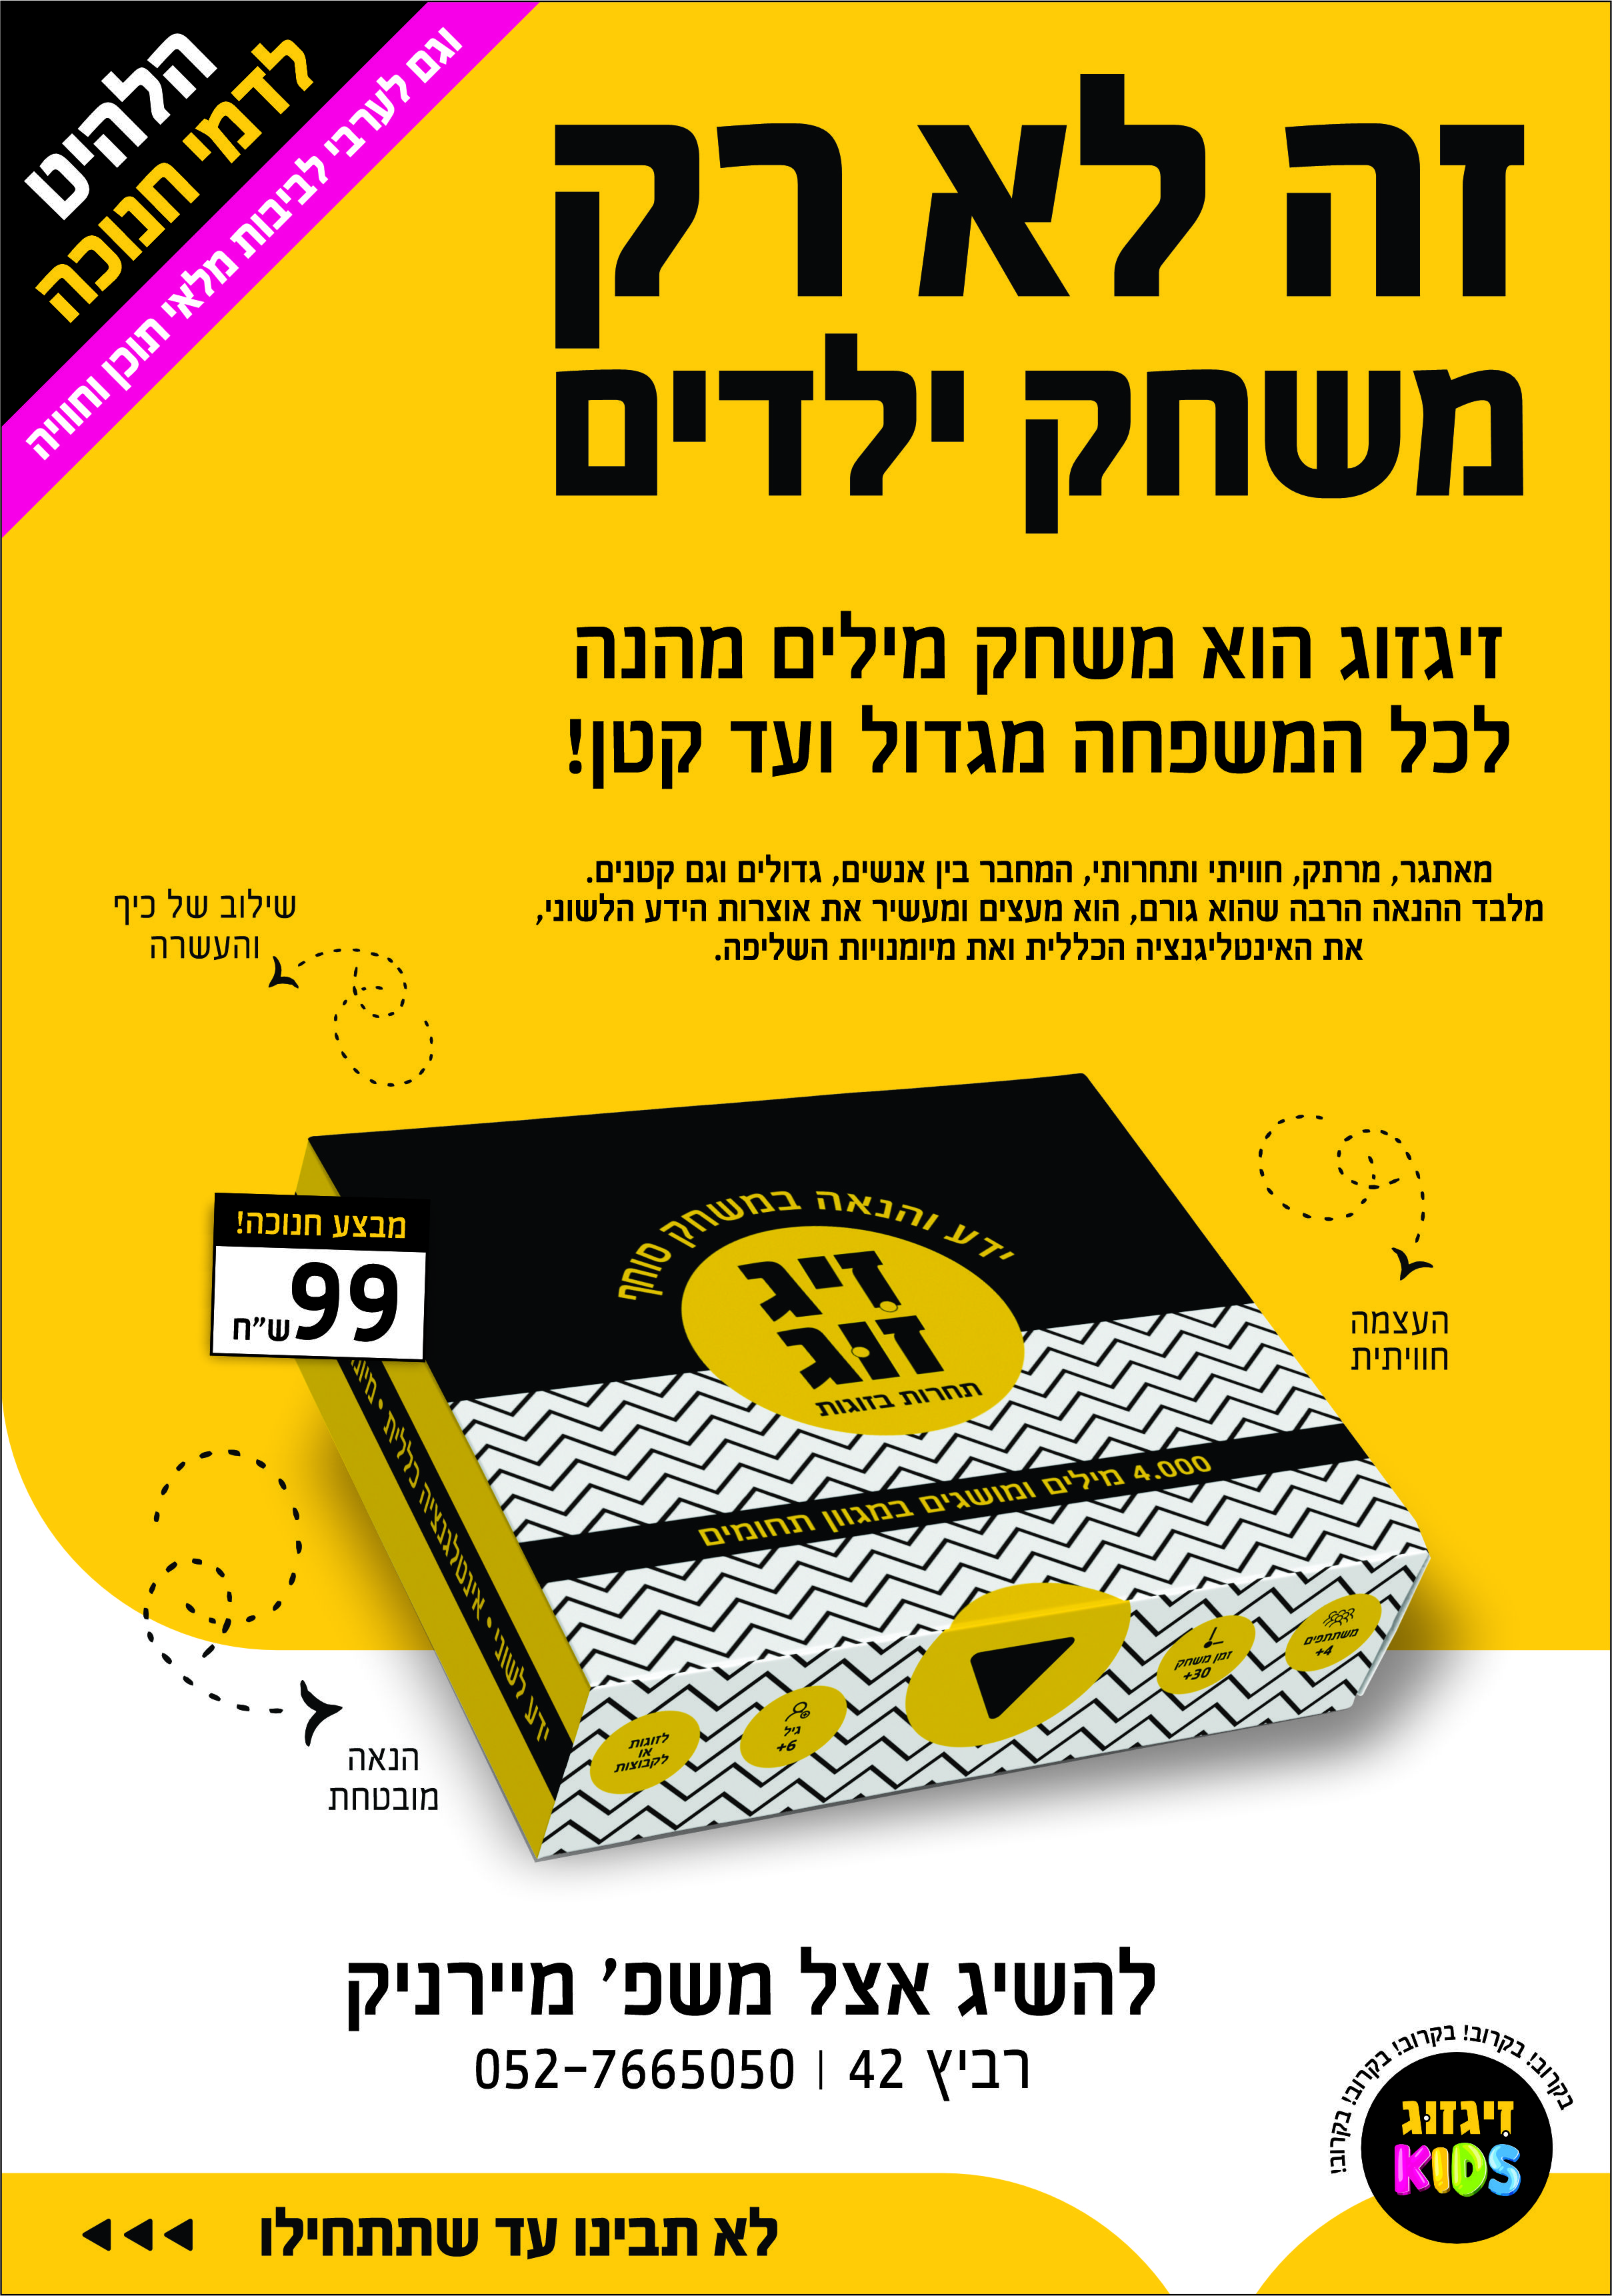 הלהיט
לדמי חנוכה
וגם לערבי לביבות מלאי תוכן וחוויה
זה לא רק
משחק ילדים
זיגזוג הוא משחק מילים מהנה
לכל המשפחה מגדול ועד קטן!
מאתגר, מרתק, חוויתי ותחרותי, המחבר בין אנשים, גדולים וגם קטנים.
מלבד ההנאה הרבה שהוא גורם, הוא מעצים ומעשיר את אוצרות הידע הלשוני,
את האינטליגנציה הכללית ואת מיומנויות השליפה.
שילוב של כיף
והעשרה
העצמה
חוויתית
מבצע חנוכה!
99 ש"ח
ידע והנאה במשחק סוחף
זיג
זוג
תחרות בזוגות
4.000 מילים ומושגים במגוון תחומים
ידע לשוני • אינטלגנציה כללית •
משתתפים
4+
זמן משחק
30+
גיל
6+
לזוגות
או
לקבוצות
הנאה
מובטחת
להשיג אצל משפ' מיירניק
רביץ 42 | 052-7665050
בקרוב! בקרוב! בקרוב! בקרוב! בקרוב!
זיגזוג
KIDS
לא תבינו עד שתתחילו